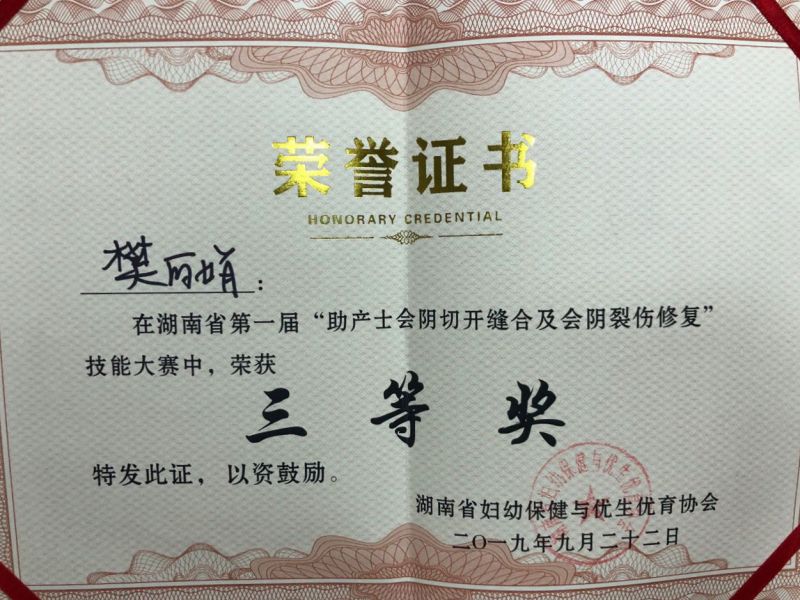 荣誉证书
HONORARY CREDENTIAL
樊丽娟：
在湖南省第一届“助产士会阴切开缝合及会阴裂伤修复”
技能大赛中，荣获
三等奖
特发此证，以资鼓励。
湖南省妇幼保健与优生优育协会
二〇一九年九月二十二日